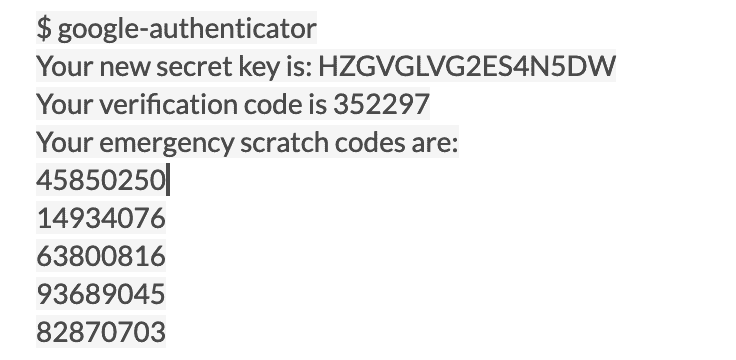 $ google-authenticator
Your new secret key is: HZGVGLVG2ES4N5DW
Your verification code is 352297
Your emergency scratch codes are:
45850250
14934076
63800816
93689045
82870703